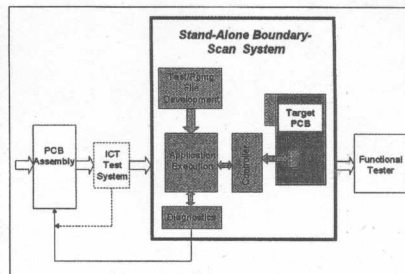 Stand-Alone Boundary-
Scan System
Test/Prog
File
Development
Target
PCB
PCB
Assembly
ICT
Test
System
Application
Execution
Controller
Functional
Tester
Diagnostics